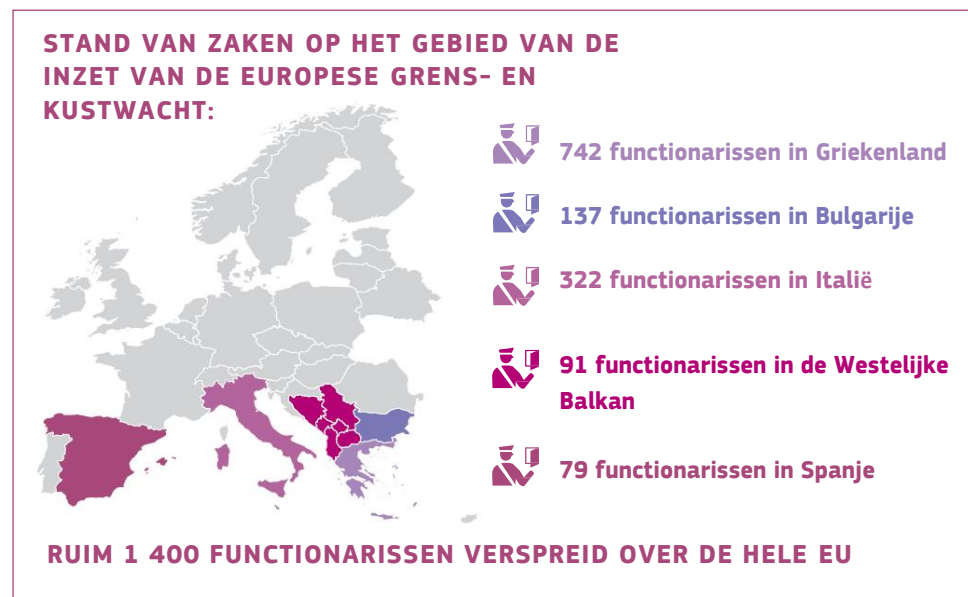 STAND VAN ZAKEN OP HET GEBIED VAN DE
INZET VAN DE EUROPESE GRENS- EN
KUSTWACHT:
742 functionarissen in Griekenland
137 functionarissen in Bulgarije
322 functionarissen in Italië
91 functionarissen in de Westelijke
Balkan
79 functionarissen in Spanje
RUIM 1 400 FUNCTIONARISSEN VERSPREID OVER DE HELE EU